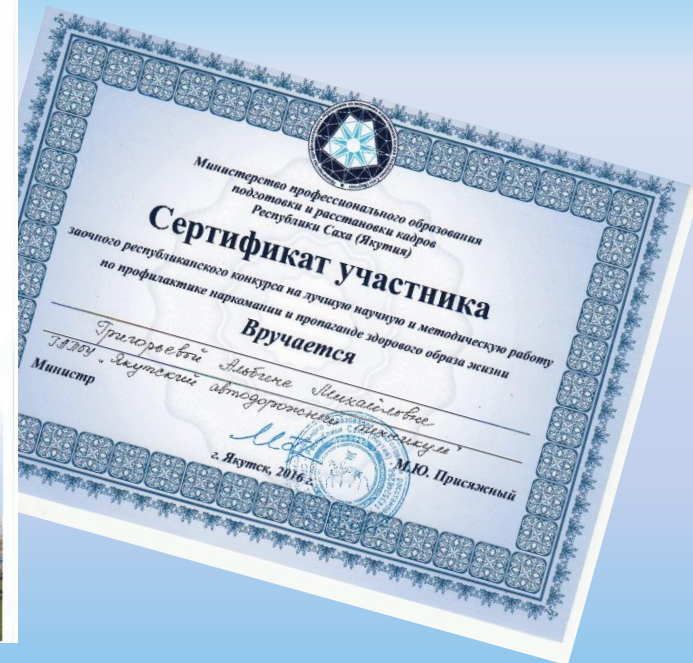 Министерство профессионального образования
подготовки и расстановки кадров
Республики Саха (Якутия)
Сертификат участника
заочного республиканского конкурса на лучшую научную и методическую работу
по профилактике наркомании и пропаганде здорового образа жизни
Вручается
Григорьевой Альбине Михайловне
ГАПОУ "Якутский автодорожный техникум"
Министр
М.Ю. Присяжный
г. Якутск, 2016 г.